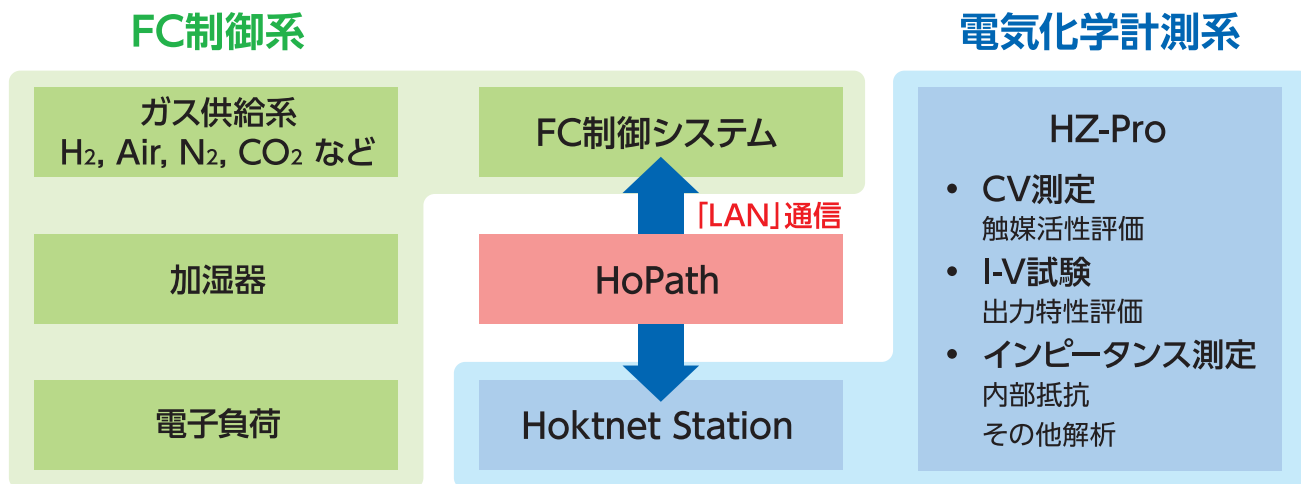 FC制御系
電気化学計測系
ガス供給系
H₂, Air, N₂, CO₂ など
加湿器
電子負荷
FC制御システム
「LAN」通信
HoPath
Hoktnet Station
HZ-Pro
• CV測定
触媒活性評価
• I-V試験
出力特性評価
• インピータンス測定
内部抵抗
その他解析